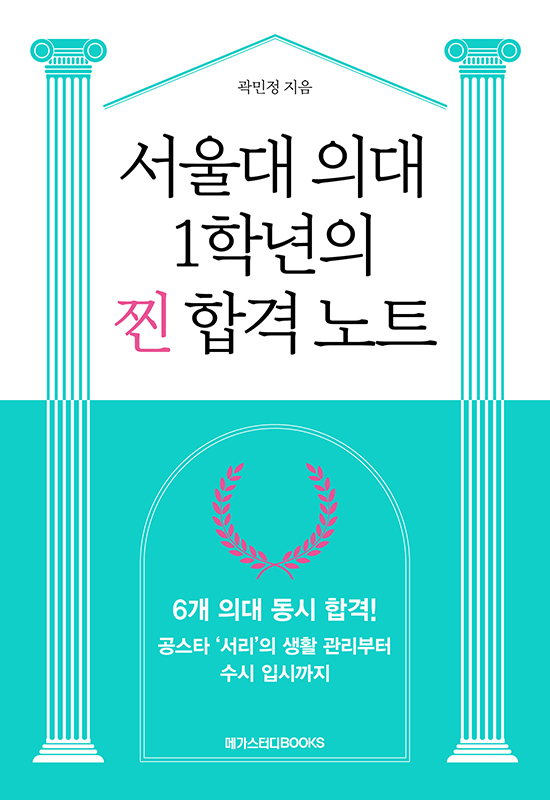 곽민정 지음
서울대 의대
1학년의
찐 합격 노트
6개 의대 동시 합격!
공스타 ‘서리’의 생활 관리부터
수시 입시까지
메가스터디BOOKS